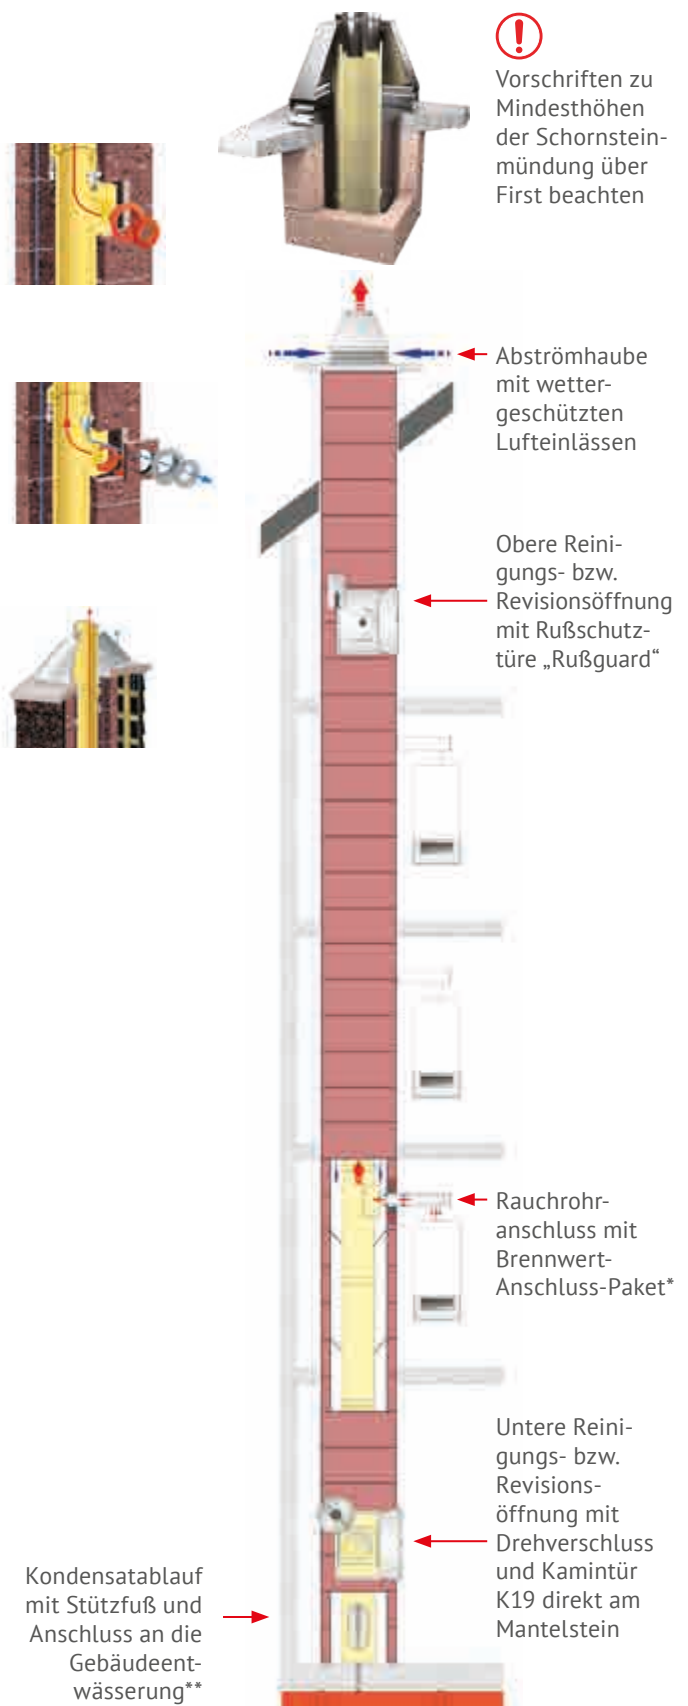 Vorschriften zu
Mindesthöhen
der Schornstein-
mündung über
First beachten
Abströmhaube
mit wetter-
geschützten
Lufteinlässen
Obere Reini-
gungs- bzw.
Revisionsöffnung
mit Rußschutz-
türe „Rußguard“
Rauchrohr-
anschluss mit
Brennwert-
Anschluss-Paket*
Untere Reini-
gungs- bzw.
Revisions-
öffnung mit
Drehverschluss
und Kamintür
K19 direkt am
Mantelstein
Kondensatablauf
mit Stützfuß und
Anschluss an die
Gebäudeent-
wässerung**